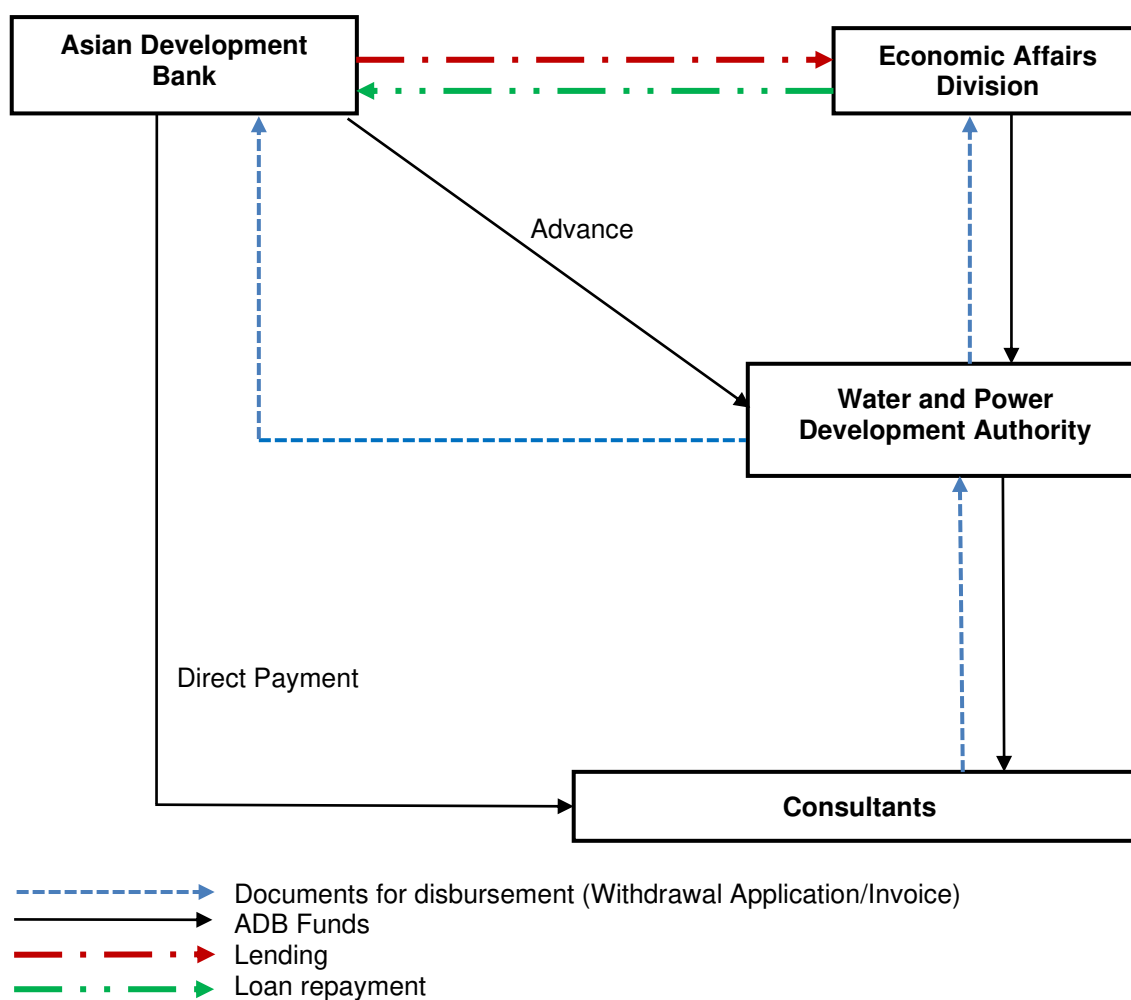 Asian Development
Bank
Economic Affairs
Division
Advance
Water and Power
Development Authority
Direct Payment
Consultants
Documents for disbursement (Withdrawal Application/Invoice)
ADB Funds
Lending
Loan repayment